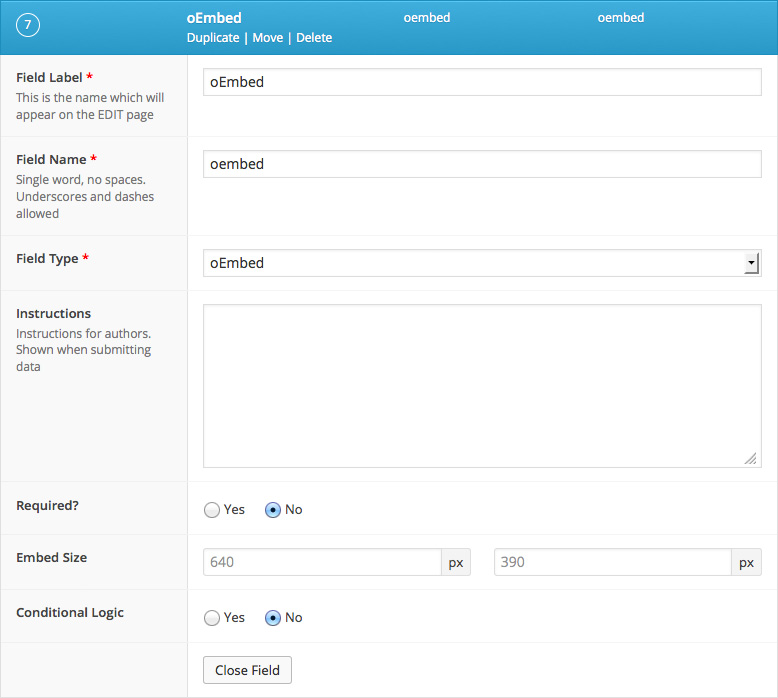 7
oEmbed oembed oembed
Duplicate | Move | Delete
Field Label *
This is the name which will
appear on the EDIT page
oEmbed
Field Name *
Single word, no spaces.
Underscores and dashes
allowed
oembed
Field Type *
oEmbed
Instructions
Instructions for authors.
Shown when submitting
data
Required?
Yes No
Embed Size
640 px 390 px
Conditional Logic
Yes No
Close Field